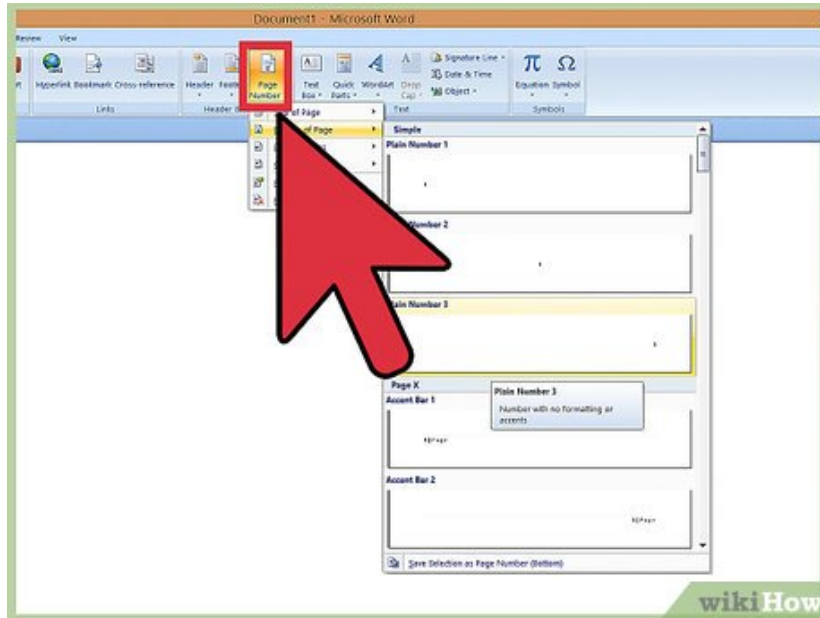 Document1 - Microsoft Word
Review View
Hyperlink Bookmark Cross-reference
Header
Page Number
Text Box
Quick Parts
WordArt
Drop Cap
Signature Line
Date & Time
Object
Equation Symbol
Links
Header
Text
Symbols
of Page
of Page
Simple
Plain Number 1
Number 2
Plain Number 3
Page X
Accent Bar 1
Plain Number 3
Number with no formatting or
accents
Accent Bar 2
Save Selection as Page Number (Bottom)
wikiHow